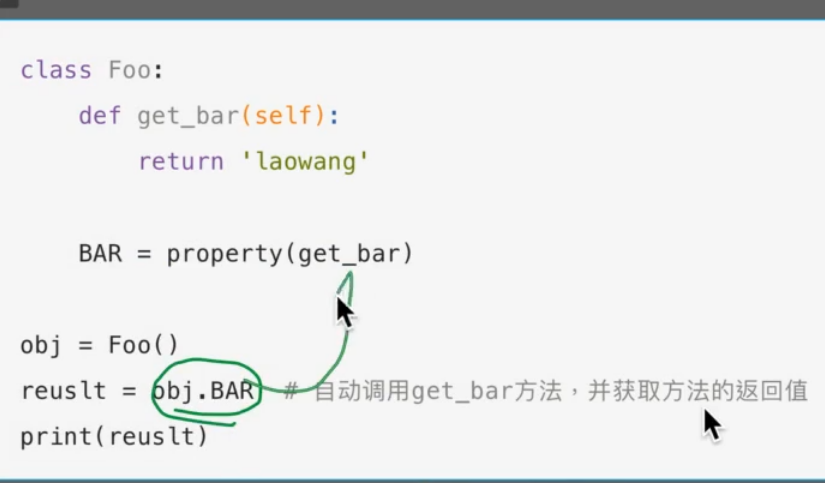 class Foo:
    def get_bar(self):
        return 'laowang'
    BAR = property(get_bar)
obj = Foo()
reuslt = obj.BAR  # 自动调用get_bar方法，并获取方法的返回值
print(reuslt)